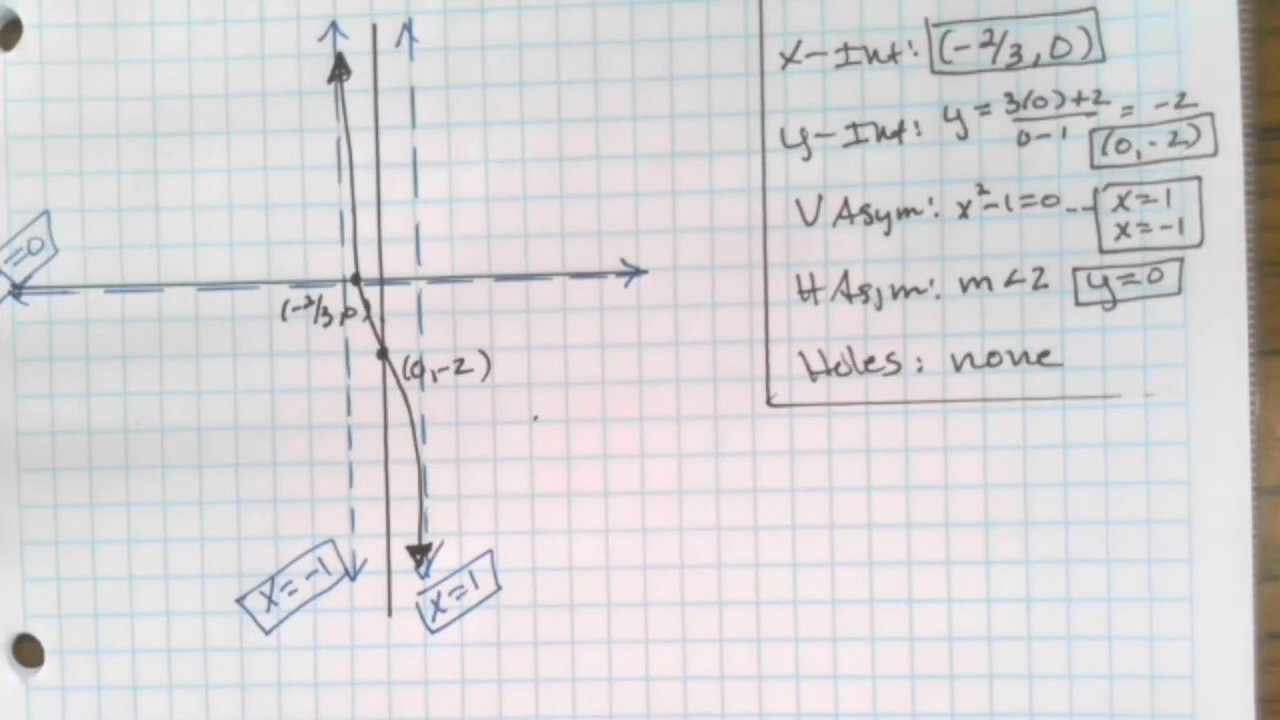 x-Int: (-2/3, 0)
y-Int: y = 3(0)+2 / 0-1 = -2
(0, -2)
V Asym: x²-1=0 x=1
x=-1
H Asym: m<2 y=0
Holes: none
=0
(-2/3, 0)
(0, -2)
x=-1
x=1